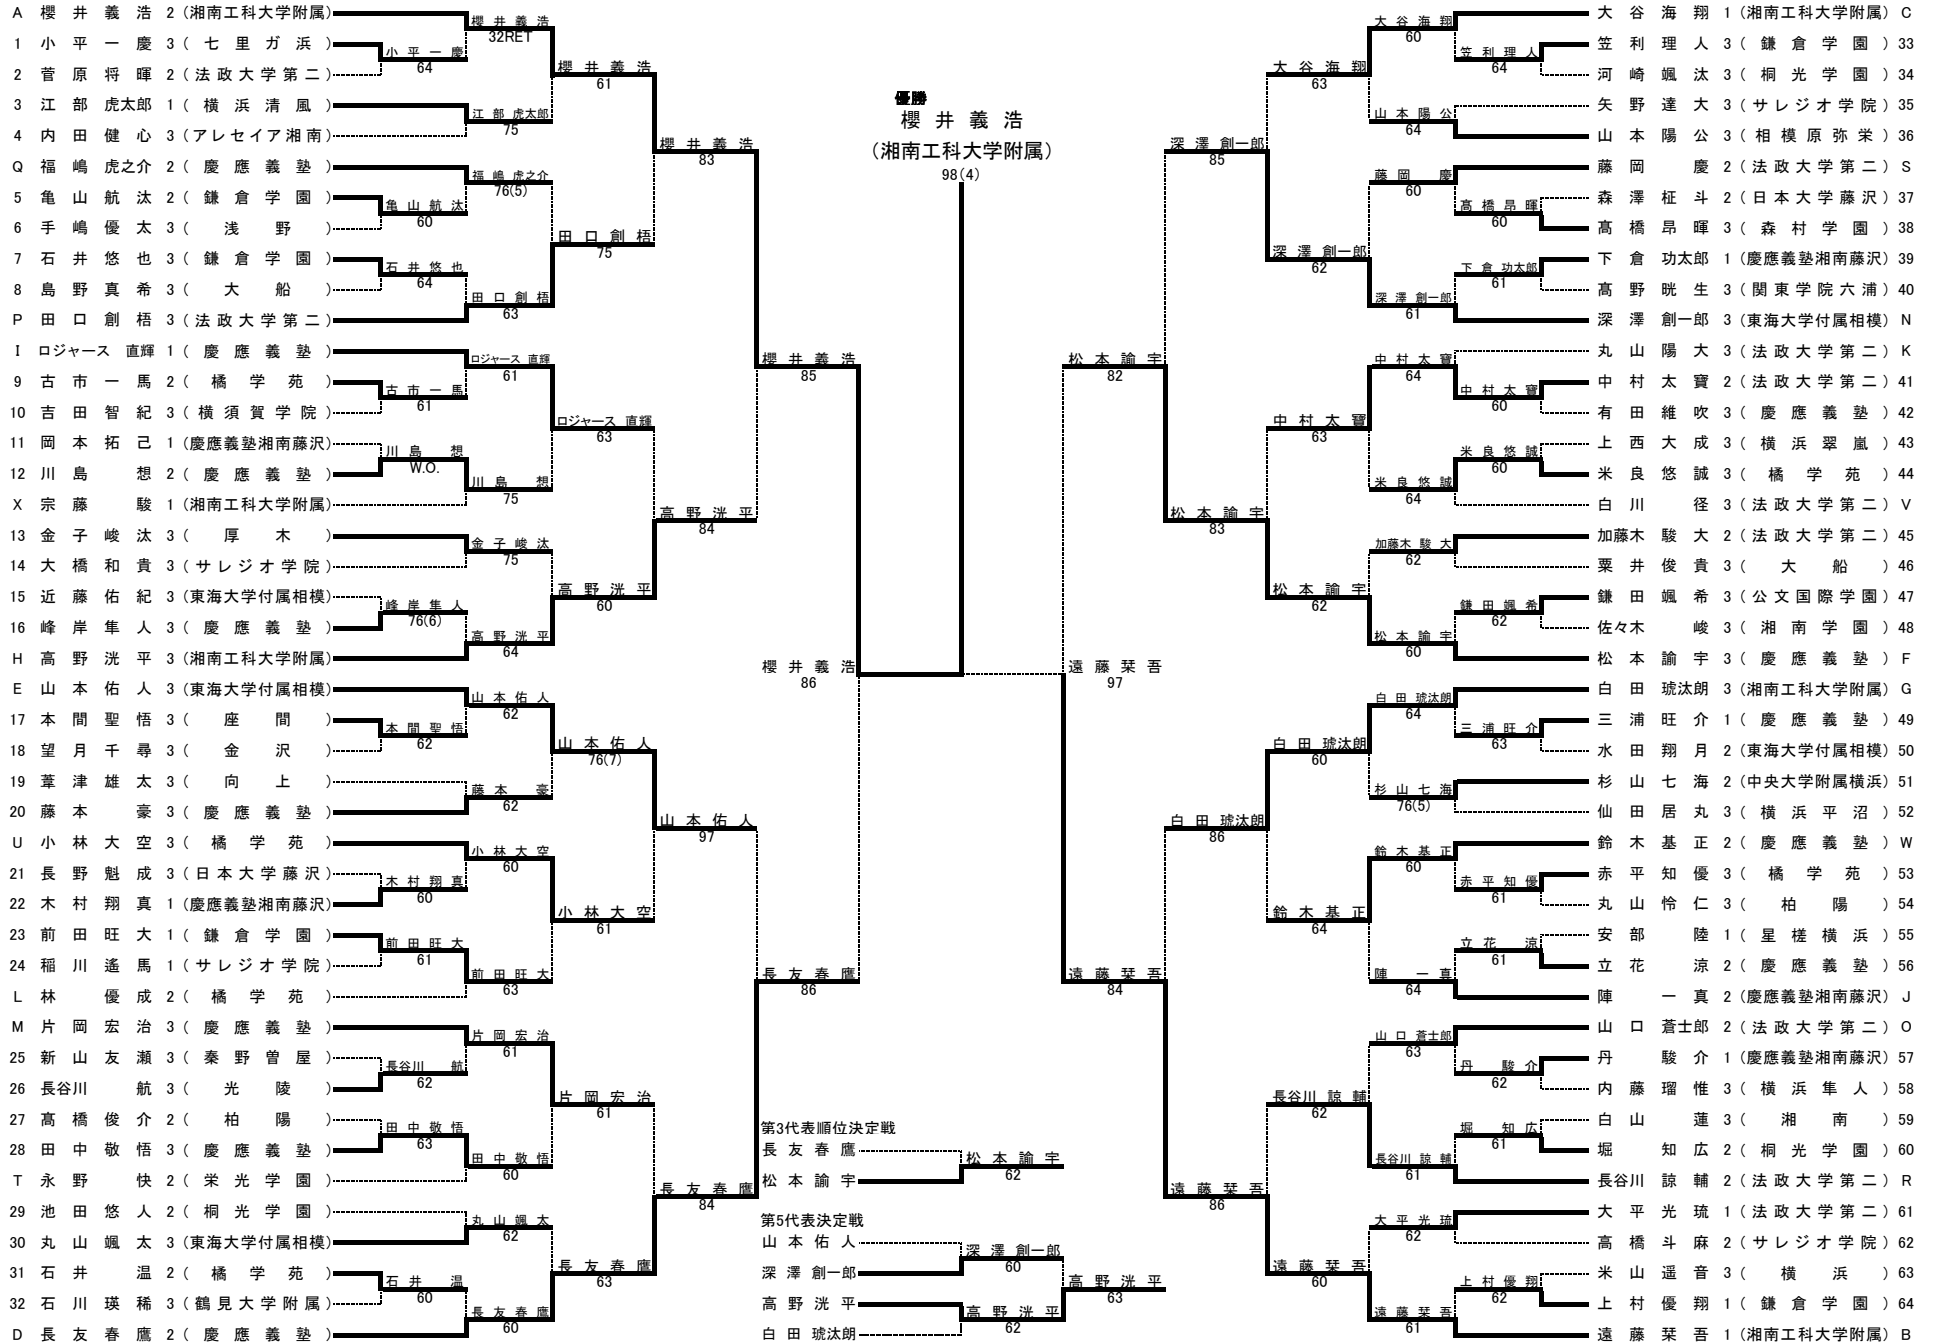 A 櫻井義浩 2 (湘南工科大学附属)
1 小平一慶 3 (七里ガ浜)
2 菅原将暉 2 (法政大学第二)
3 江部虎太郎 1 (横浜清風)
4 内田健心 3 (アレセイア湘南)
Q 福嶋虎之介 2 (慶應義塾)
5 亀山航汰 2 (鎌倉学園)
6 手嶋優太 3 (浅野)
7 石井悠也 3 (鎌倉学園)
8 島野真希 3 (大船)
P 田口創梧 3 (法政大学第二)
I ロジャース 直輝 1 (慶應義塾)
9 古市一馬 2 (橘学苑)
10 吉田智紀 3 (横須賀学院)
11 岡本拓己 1 (慶應義塾湘南藤沢)
12 川島想 2 (慶應義塾)
X 宗藤駿 1 (湘南工科大学附属)
13 金子峻汰 3 (厚木)
14 大橋和貴 3 (サレジオ学院)
15 近藤佑紀 3 (東海大学付属相模)
16 峰岸隼人 3 (慶應義塾)
H 高野洸平 3 (湘南工科大学附属)
E 山本佑人 3 (東海大学付属相模)
17 本間聖悟 3 (座間)
18 望月千尋 3 (金沢)
19 葦津雄太 3 (向上)
20 藤本豪 3 (慶應義塾)
U 小林大空 3 (橘学苑)
21 長野魁成 3 (日本大学藤沢)
22 木村翔真 1 (慶應義塾湘南藤沢)
23 前田旺大 1 (鎌倉学園)
24 稲川遙馬 1 (サレジオ学院)
L 林優成 2 (橘学苑)
M 片岡宏治 3 (慶應義塾)
25 新山友瀬 3 (秦野曽屋)
26 長谷川航 3 (光陵)
27 髙橋俊介 2 (柏陽)
28 田中敬悟 3 (慶應義塾)
T 永野快 2 (栄光学園)
29 池田悠人 2 (桐光学園)
30 丸山颯太 3 (東海大学付属相模)
31 石井温 2 (橘学苑)
32 石川瑛稀 3 (鶴見大学附属)
D 長友春鷹 2 (慶應義塾)
小平一慶
64
亀山航汰
60
石井悠也
64
古市一馬
61
川島想
W.O.
峰岸隼人
76(6)
本間聖悟
62
木村翔真
60
前田旺大
61
長谷川航
62
田中敬悟
63
石井温
60
櫻井義浩
32RET
江部虎太郎
75
福嶋虎之介
76(5)
田口創梧
63
ロジャース 直輝
61
川島想
75
金子峻汰
75
高野洸平
64
山本佑人
62
藤本豪
62
小林大空
60
前田旺大
63
片岡宏治
61
田中敬悟
60
丸山颯太
62
長友春鷹
60
櫻井義浩
61
田口創梧
75
ロジャース 直輝
63
高野洸平
60
山本佑人
76(7)
小林大空
61
片岡宏治
61
長友春鷹
63
櫻井義浩
83
高野洸平
84
山本佑人
97
長友春鷹
84
櫻井義浩
85
長友春鷹
86
櫻井義浩
86
優勝
櫻井義浩
(湘南工科大学附属)
98(4)
遠藤栞吾
97
松本諭宇
82
遠藤栞吾
84
深澤創一郎
85
松本諭宇
83
白田琥汰朗
86
遠藤栞吾
86
大谷海翔
63
深澤創一郎
62
中村太寶
63
松本諭宇
62
白田琥汰朗
60
鈴木基正
64
長谷川諒輔
62
遠藤栞吾
60
大谷海翔
60
山本陽公
64
藤岡慶
60
深澤創一郎
61
中村太寶
64
米良悠誠
64
加藤木駿大
62
松本諭宇
60
白田琥汰朗
64
杉山七海
76(5)
鈴木基正
60
陣一真
64
山口蒼士郎
63
長谷川諒輔
61
大平光琉
62
遠藤栞吾
61
笠利理人
64
髙橋昂暉
60
下倉功太郎
61
中村太寶
60
米良悠誠
60
鎌田颯希
62
三浦旺介
63
赤平知優
61
立花涼
61
丹駿介
62
堀知広
61
上村優翔
62
大谷海翔 1 (湘南工科大学附属) C
笠利理人 3 (鎌倉学園) 33
河崎颯汰 3 (桐光学園) 34
矢野達大 3 (サレジオ学院) 35
山本陽公 3 (相模原弥栄) 36
藤岡慶 2 (法政大学第二) S
森澤柾斗 2 (日本大学藤沢) 37
髙橋昂暉 3 (森村学園) 38
下倉功太郎 1 (慶應義塾湘南藤沢) 39
髙野晄生 3 (関東学院六浦) 40
深澤創一郎 3 (東海大学付属相模) N
丸山陽大 3 (法政大学第二) K
中村太寶 2 (法政大学第二) 41
有田維吹 3 (慶應義塾) 42
上西大成 3 (横浜翠嵐) 43
米良悠誠 3 (橘学苑) 44
白川径 3 (法政大学第二) V
加藤木駿大 2 (法政大学第二) 45
粟井俊貴 3 (大船) 46
鎌田颯希 3 (公文国際学園) 47
佐々木峻 3 (湘南学園) 48
松本諭宇 3 (慶應義塾) F
白田琥汰朗 3 (湘南工科大学附属) G
三浦旺介 1 (慶應義塾) 49
水田翔月 2 (東海大学付属相模) 50
杉山七海 2 (中央大学附属横浜) 51
仙田居丸 3 (横浜平沼) 52
鈴木基正 2 (慶應義塾) W
赤平知優 3 (橘学苑) 53
丸山怜仁 3 (柏陽) 54
安部陸 1 (星槎横浜) 55
立花涼 2 (慶應義塾) 56
陣一真 2 (慶應義塾湘南藤沢) J
山口蒼士郎 2 (法政大学第二) O
丹駿介 1 (慶應義塾湘南藤沢) 57
内藤瑠惟 3 (横浜隼人) 58
白山蓮 3 (湘南) 59
堀知広 2 (桐光学園) 60
長谷川諒輔 2 (法政大学第二) R
大平光琉 1 (法政大学第二) 61
高橋斗麻 2 (サレジオ学院) 62
米山遥音 3 (横浜) 63
上村優翔 1 (鎌倉学園) 64
遠藤栞吾 1 (湘南工科大学附属) B
第3代表順位決定戦
長友春鷹
松本諭宇
松本諭宇
62
第5代表決定戦
山本佑人
深澤創一郎
深澤創一郎
60
高野洸平
白田琥汰朗
高野洸平
62
高野洸平
63